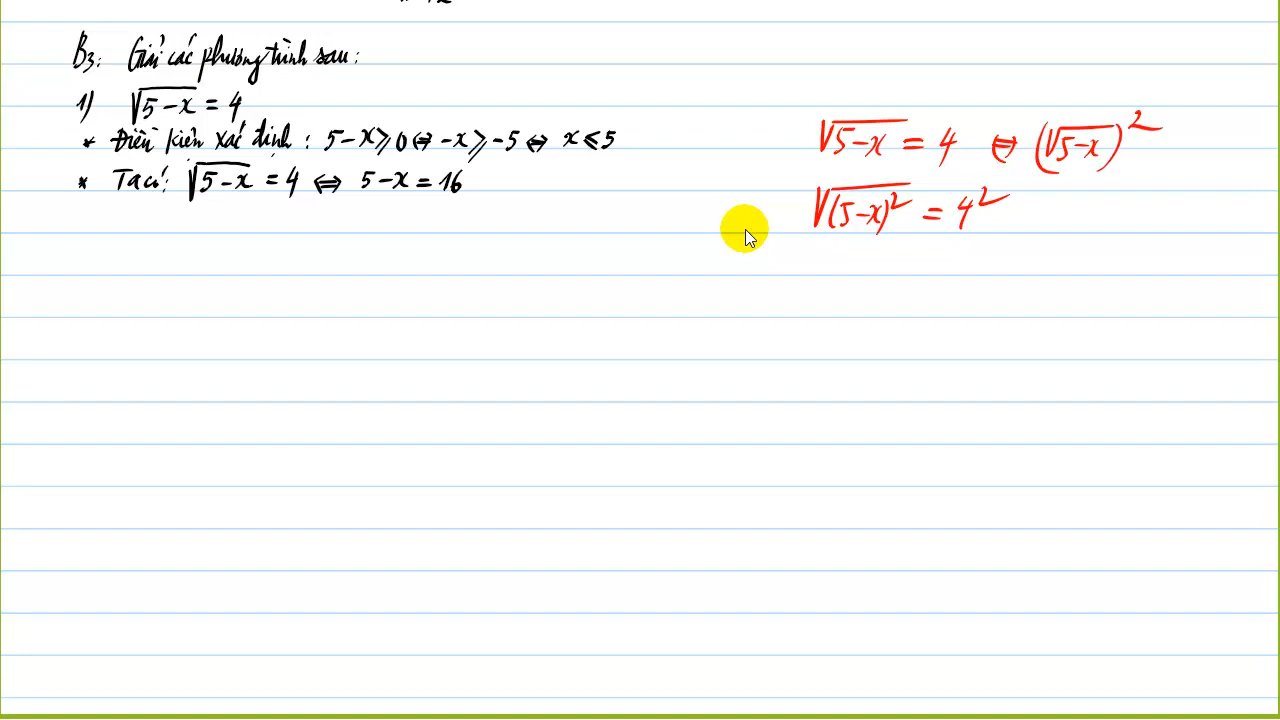 B3: Giải các phương trình sau:
1) √(5-x) = 4
* Điều kiện xác định: 5-x ≥ 0 ⇔ -x ≥ -5 ⇔ x ≤ 5
* Ta có: √(5-x) = 4 ⇔ 5-x = 16
√(5-x) = 4 ⇔ (√(5-x))²
√((5-x)²) = 4²